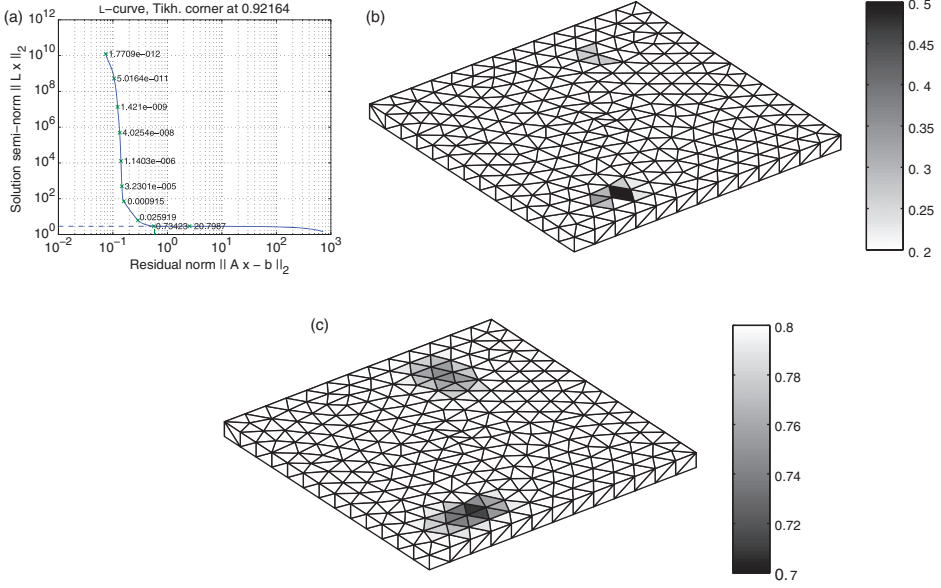 (a)
L-curve, Tikh. corner at 0.92164
10^12
10^10
10^8
10^6
10^4
10^2
10^0
Solution semi-norm || L x ||_2
1.7709e−012
5.0164e−011
1.421e−009
4.0254e−008
1.1403e−006
3.2301e−005
0.000915
0.025919
0.73423
20.7987
10^−2
10^−1
10^0
10^1
10^2
10^3
Residual norm || A x − b ||_2
(b)
0. 5
0.45
0. 4
0.35
0. 3
0.25
0. 2
(c)
0.8
0.78
0.76
0.74
0.72
0.7